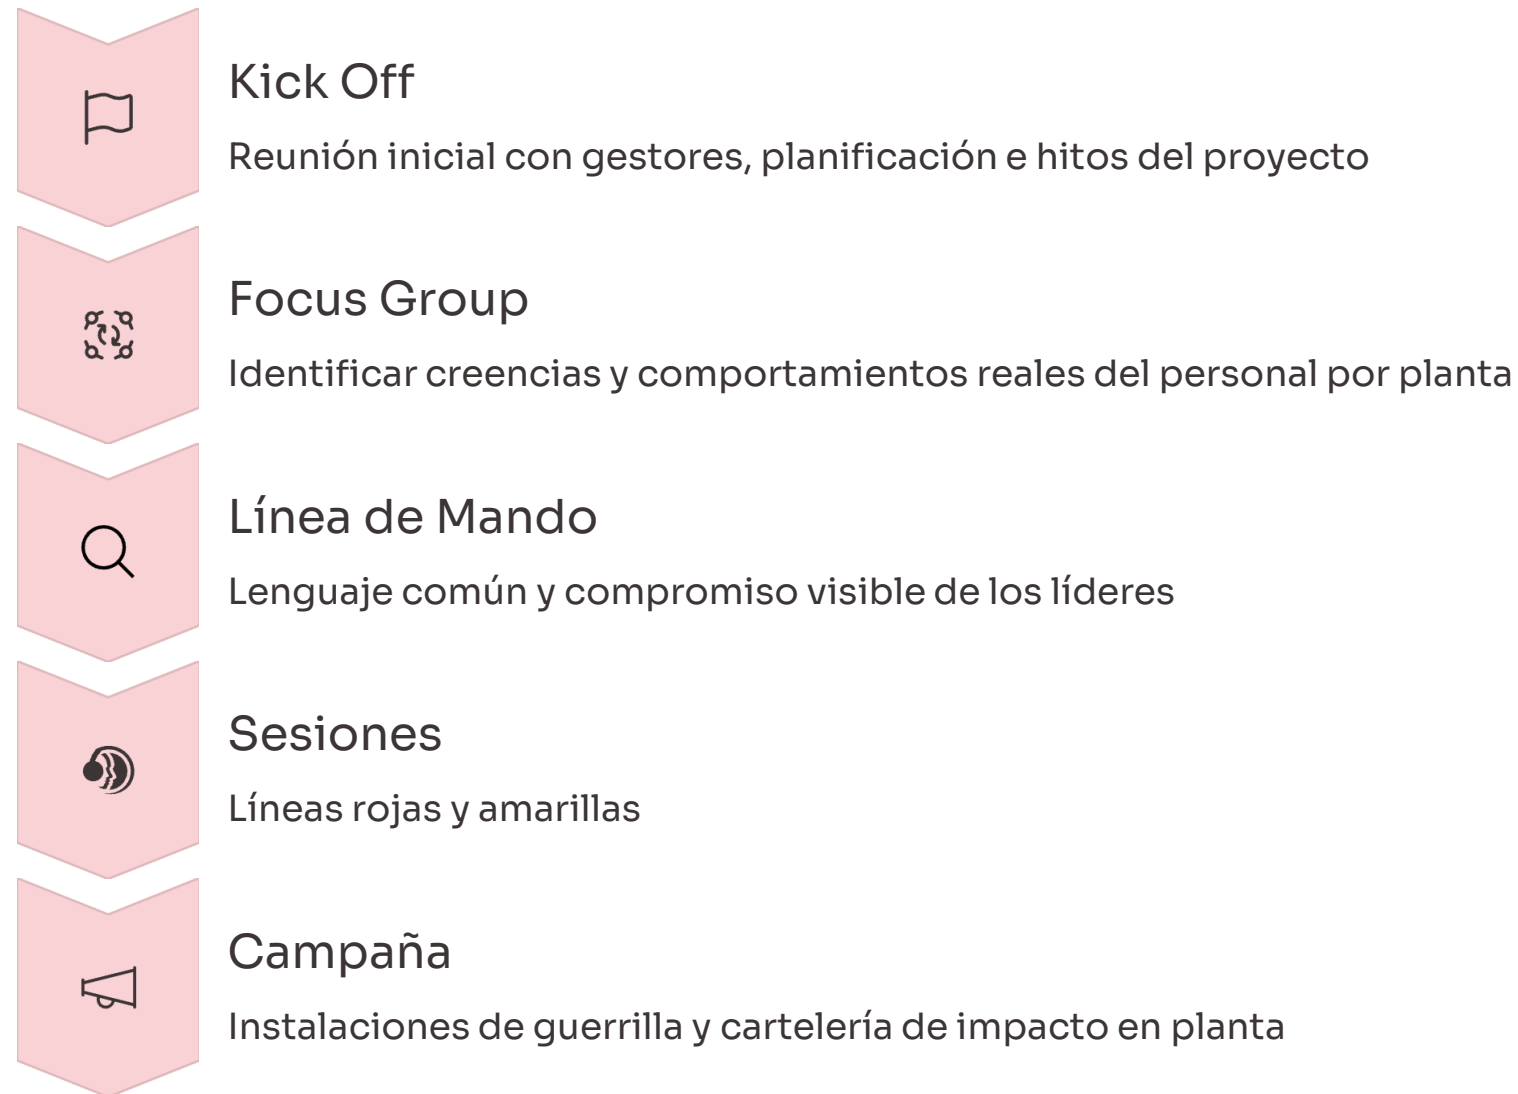 Kick Off
Reunión inicial con gestores, planificación e hitos del proyecto
Focus Group
Identificar creencias y comportamientos reales del personal por planta
Línea de Mando
Lenguaje común y compromiso visible de los líderes
Sesiones
Líneas rojas y amarillas
Campaña
Instalaciones de guerrilla y cartelería de impacto en planta